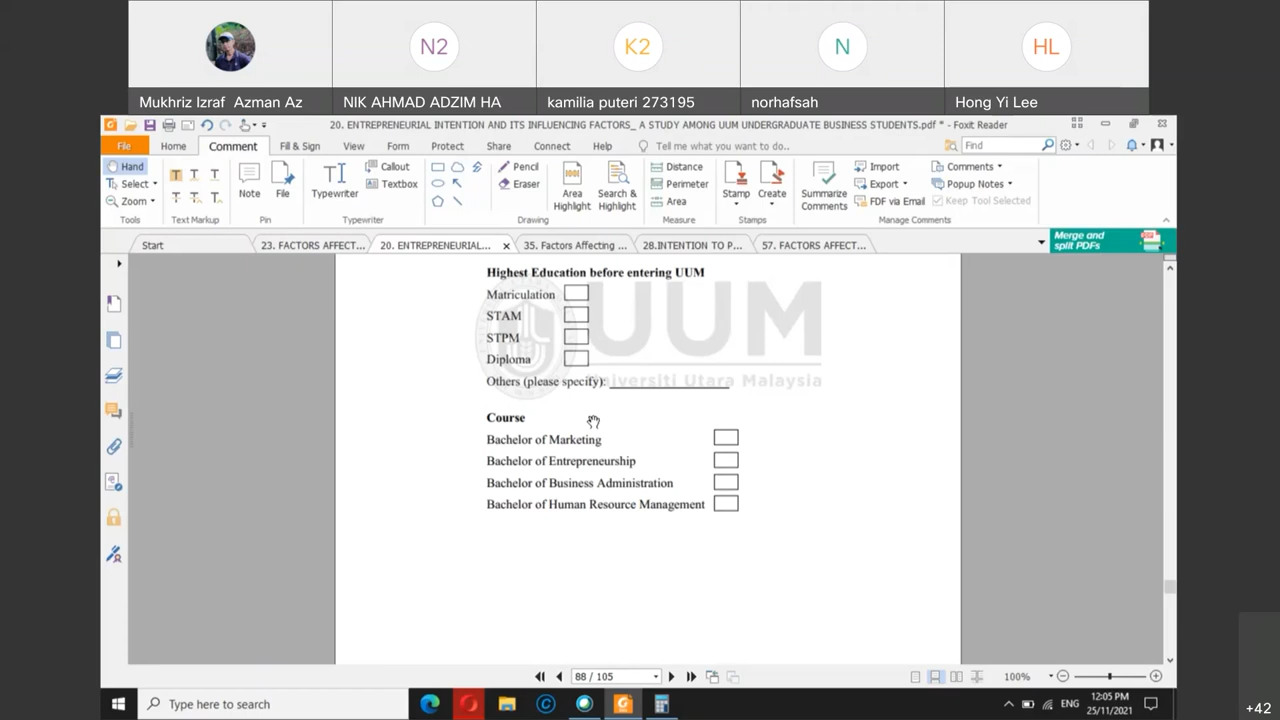 N2
K2
N
HL
Mukhriz Izraf Azman Az
NIK AHMAD ADZIM HA
kamilia puteri 273195
norhafsah
Hong Yi Lee
20. ENTREPRENEURIAL INTENTION AND ITS INFLUENCING FACTORS_ A STUDY AMONG UUM UNDERGRADUATE BUSINESS STUDENTS.pdf * - Foxit Reader
File Home Comment View Form Protect Share Connect Help Fill & Sign Tell me what you want to do.. Find
Hand
Select
Zoom
Tools
Text Markup
Note
File
Pin
Typewriter
Callout
Textbox
Typewriter
Pencil
Eraser
Area Highlight
Search & Highlight
Drawing
Distance
Perimeter
Area
Measure
Stamp
Create
Stamps
Summarize Comments
Import
Export
FDF via Email
Comments
Popup Notes
Keep Tool Selected
Manage Comments
Start
23. FACTORS AFFECT...
20. ENTREPRENEURIAL...
35. Factors Affecting ...
28.INTENTION TO P...
57. FACTORS AFFECT...
Merge and
split PDFs
Highest Education before entering UUM
Matriculation
STAM
STPM
Diploma
Others (please specify):
UUM
Universiti Utara Malaysia
Course
Bachelor of Marketing
Bachelor of Entrepreneurship
Bachelor of Business Administration
Bachelor of Human Resource Management
88 / 105
100%
Type here to search
ENG
12:05 PM
25/11/2021
+42